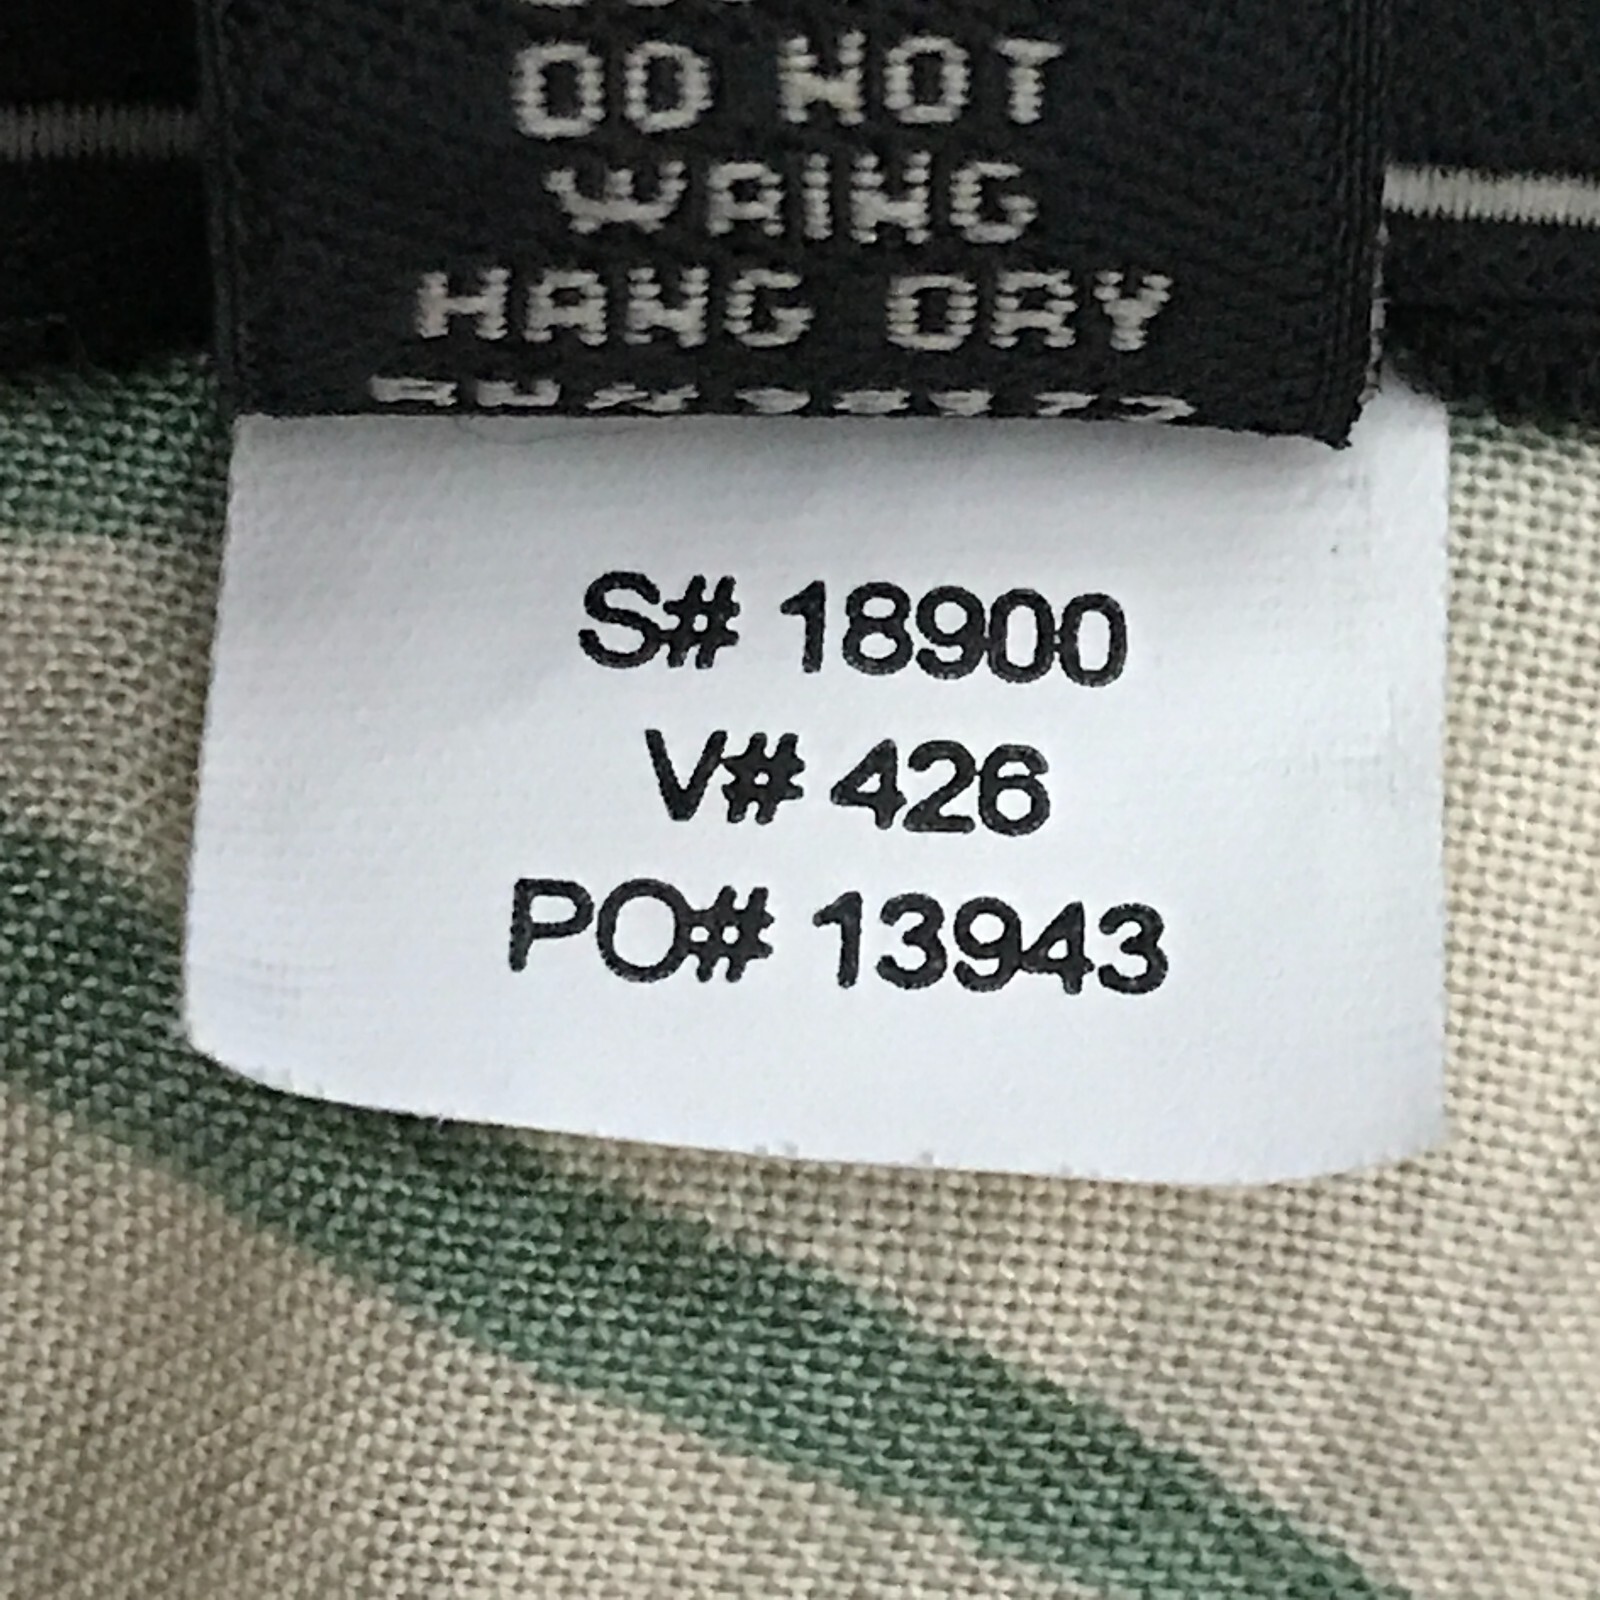 DO NOT
WRING
HANG DRY
S# 18900
V# 426
PO# 13943